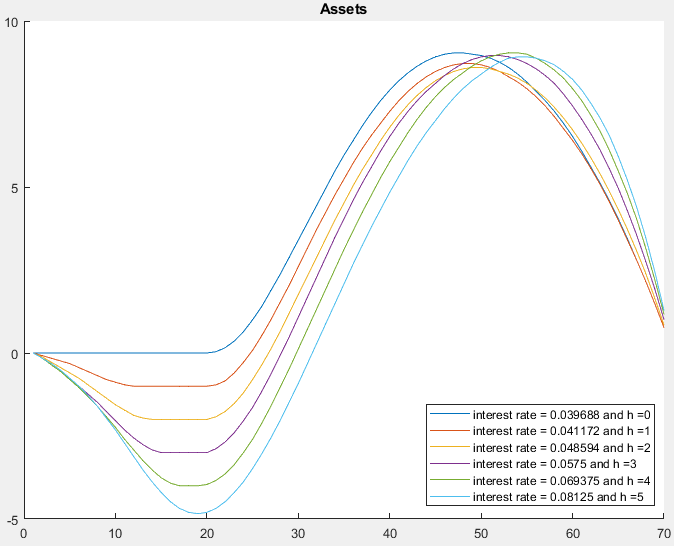 Assets
10
5
0
-5
0
10
20
30
40
50
60
70
interest rate = 0.039688 and h =0
interest rate = 0.041172 and h =1
interest rate = 0.048594 and h =2
interest rate = 0.0575 and h =3
interest rate = 0.069375 and h =4
interest rate = 0.08125 and h =5